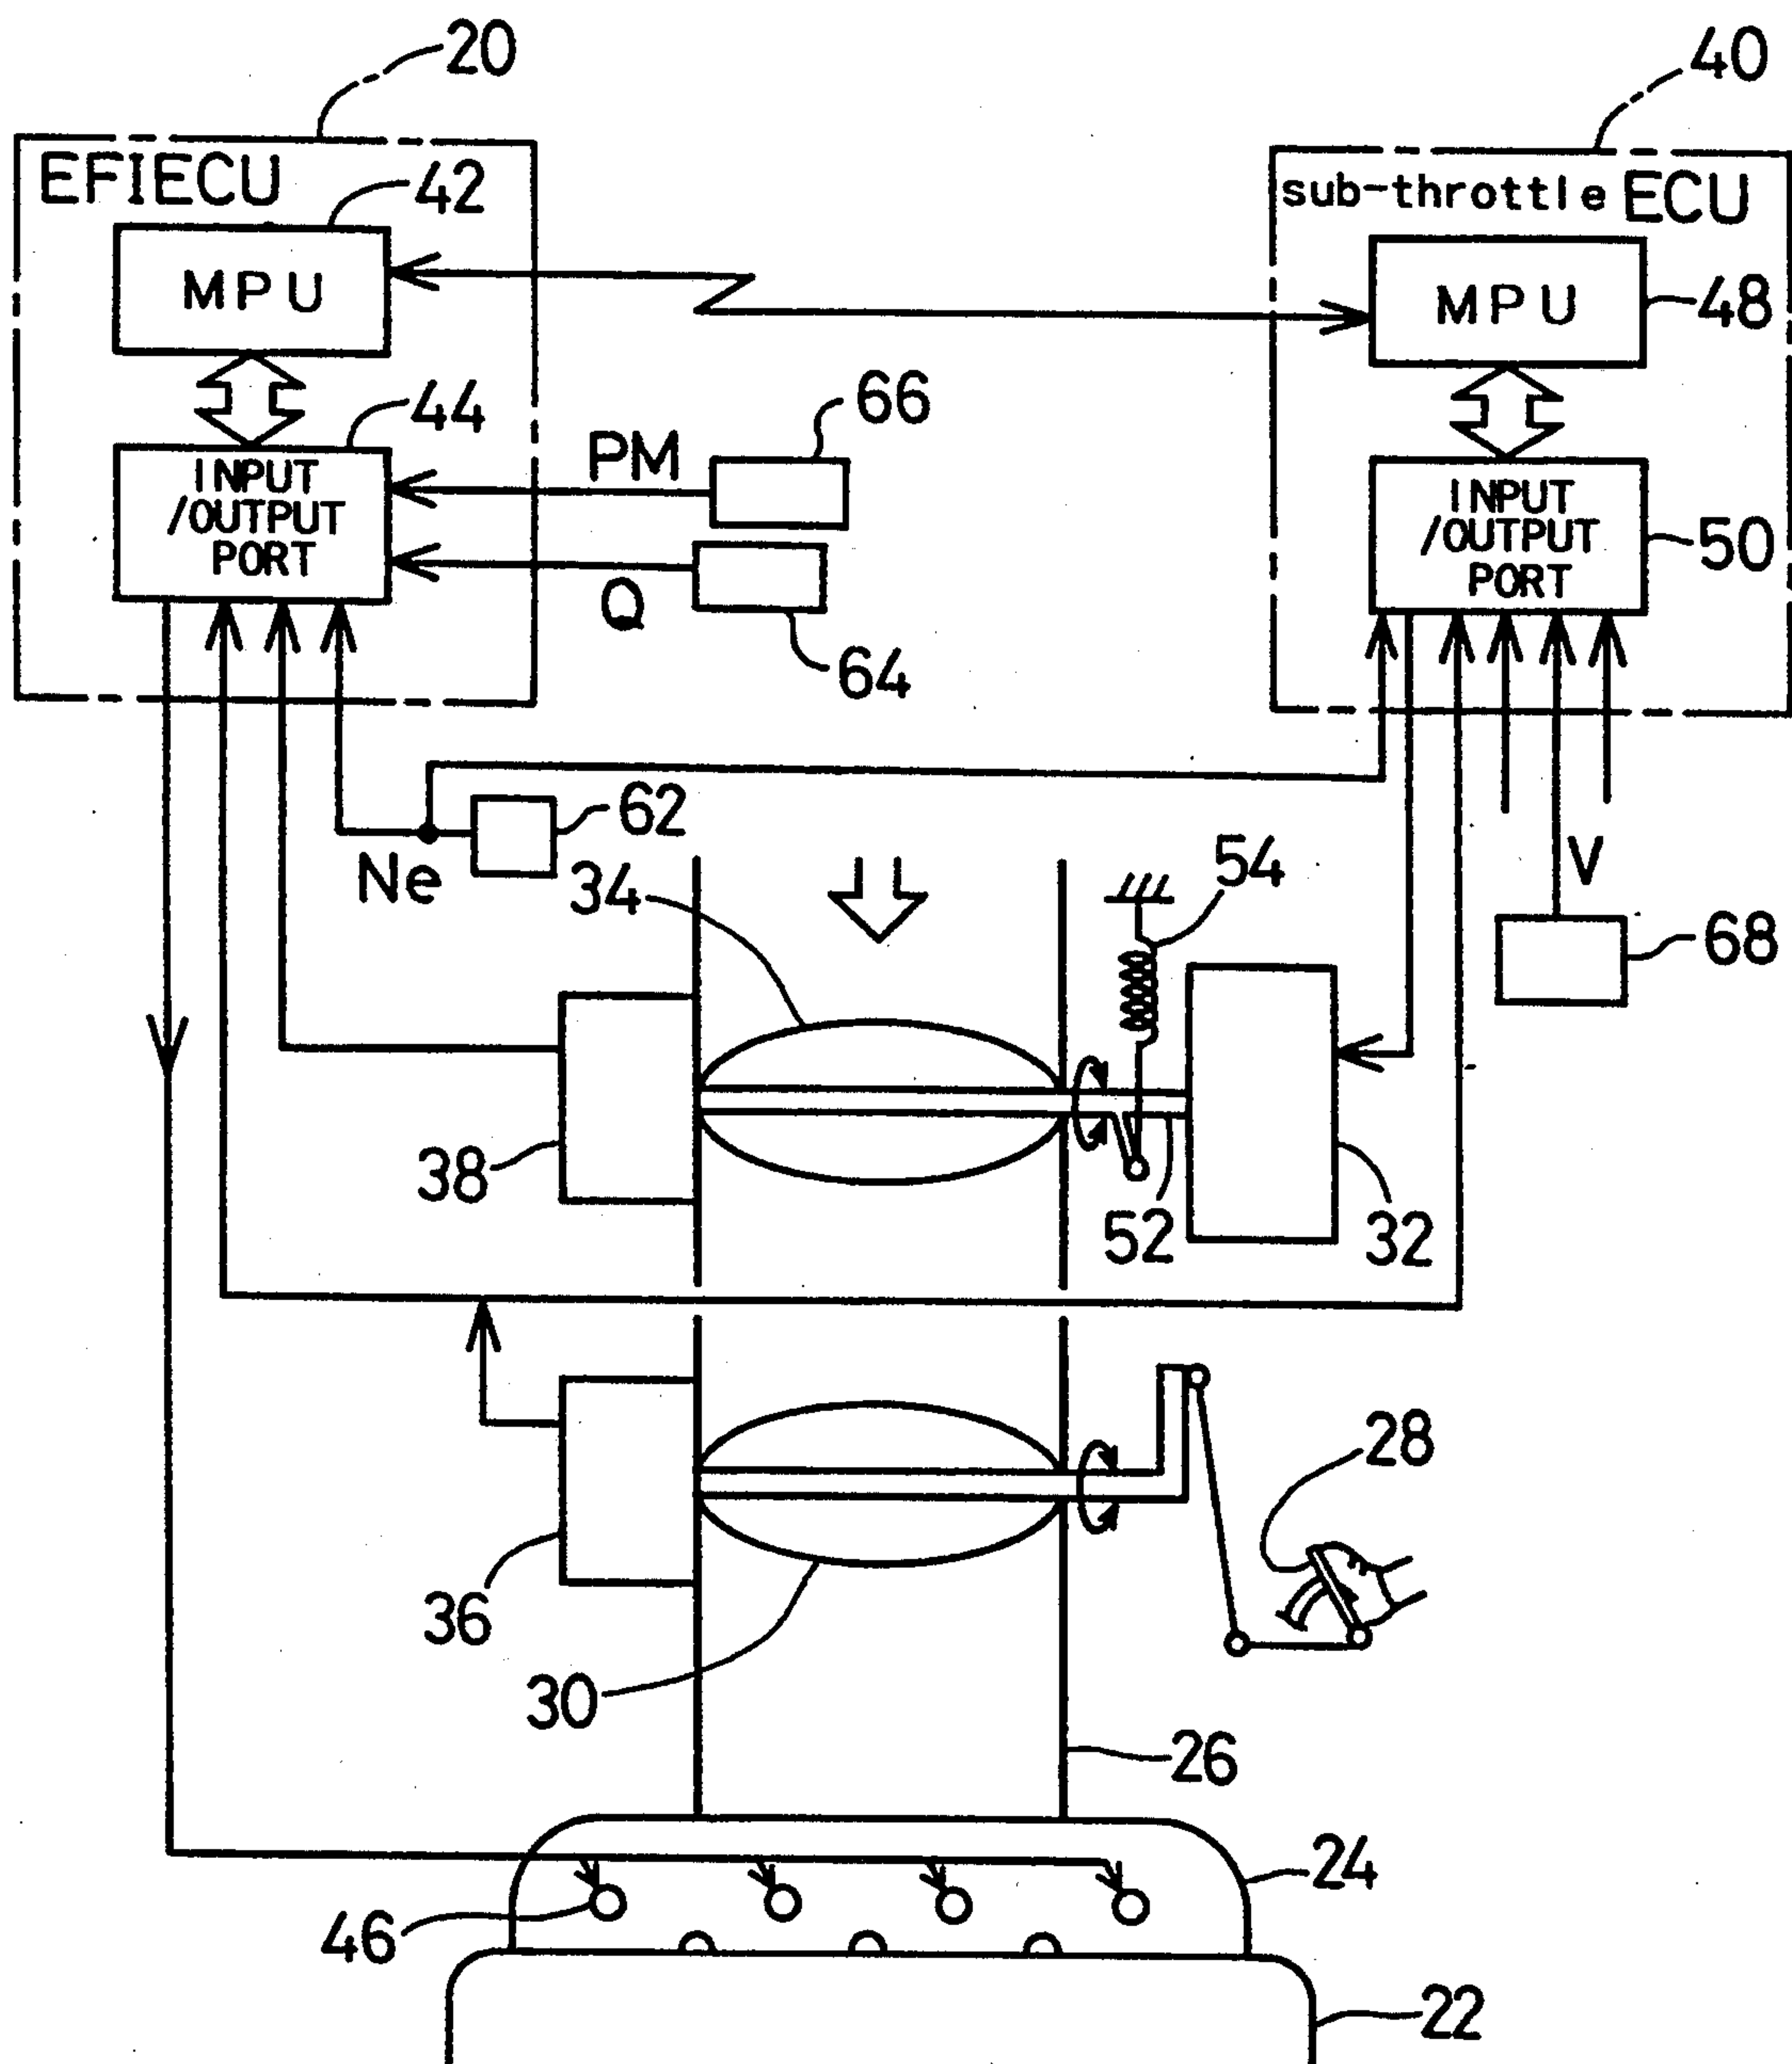 20
40
EFIECU
42
sub-throttle ECU
MPU
MPU
48
44
66
PM
INPUT
/OUTPUT
PORT
INPUT
/OUTPUT
PORT
50
Q
64
62
Ne
34
54
V
68
38
52
32
28
36
30
26
24
46
22